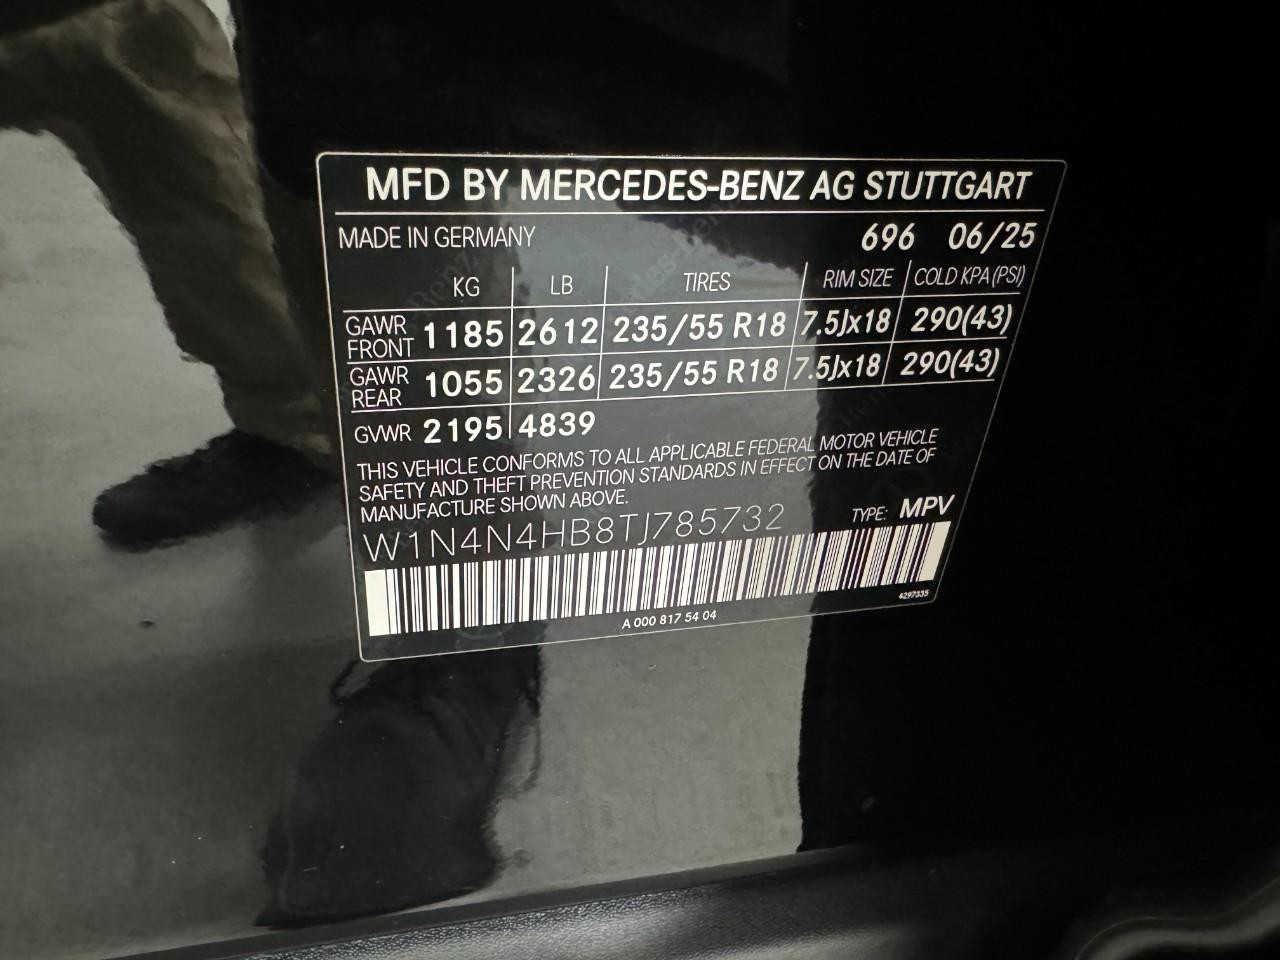 MFD BY MERCEDES-BENZ AG STUTTGART
MADE IN GERMANY 696 06/25
KG LB TIRES RIM SIZE COLD KPA (PSI)
GAWR FRONT 1185 2612 235/55 R18 7.5Jx18 290(43)
GAWR REAR 1055 2326 235/55 R18 7.5Jx18 290(43)
GVWR 2195 4839
THIS VEHICLE CONFORMS TO ALL APPLICABLE FEDERAL MOTOR VEHICLE
SAFETY AND THEFT PREVENTION STANDARDS IN EFFECT ON THE DATE OF
MANUFACTURE SHOWN ABOVE.
W1N4N4HB8TJ785732 TYPE: MPV
4297335
A 000 817 54 04